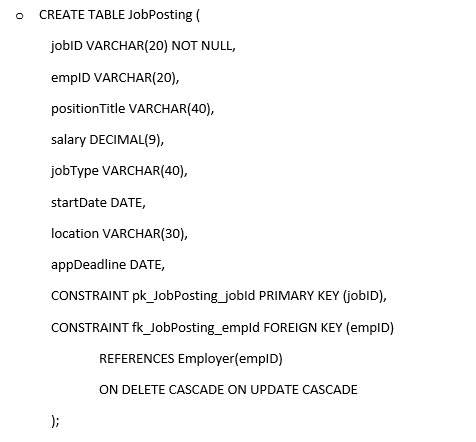 o CREATE TABLE JobPosting (
jobID VARCHAR(20) NOT NULL,
empID VARCHAR(20),
positionTitle VARCHAR(40),
salary DECIMAL(9),
jobType VARCHAR(40),
startDate DATE,
location VARCHAR(30),
appDeadline DATE,
CONSTRAINT pk_JobPosting_jobId PRIMARY KEY (jobID),
CONSTRAINT fk_JobPosting_empId FOREIGN KEY (empID)
REFERENCES Employer(empID)
ON DELETE CASCADE ON UPDATE CASCADE
);